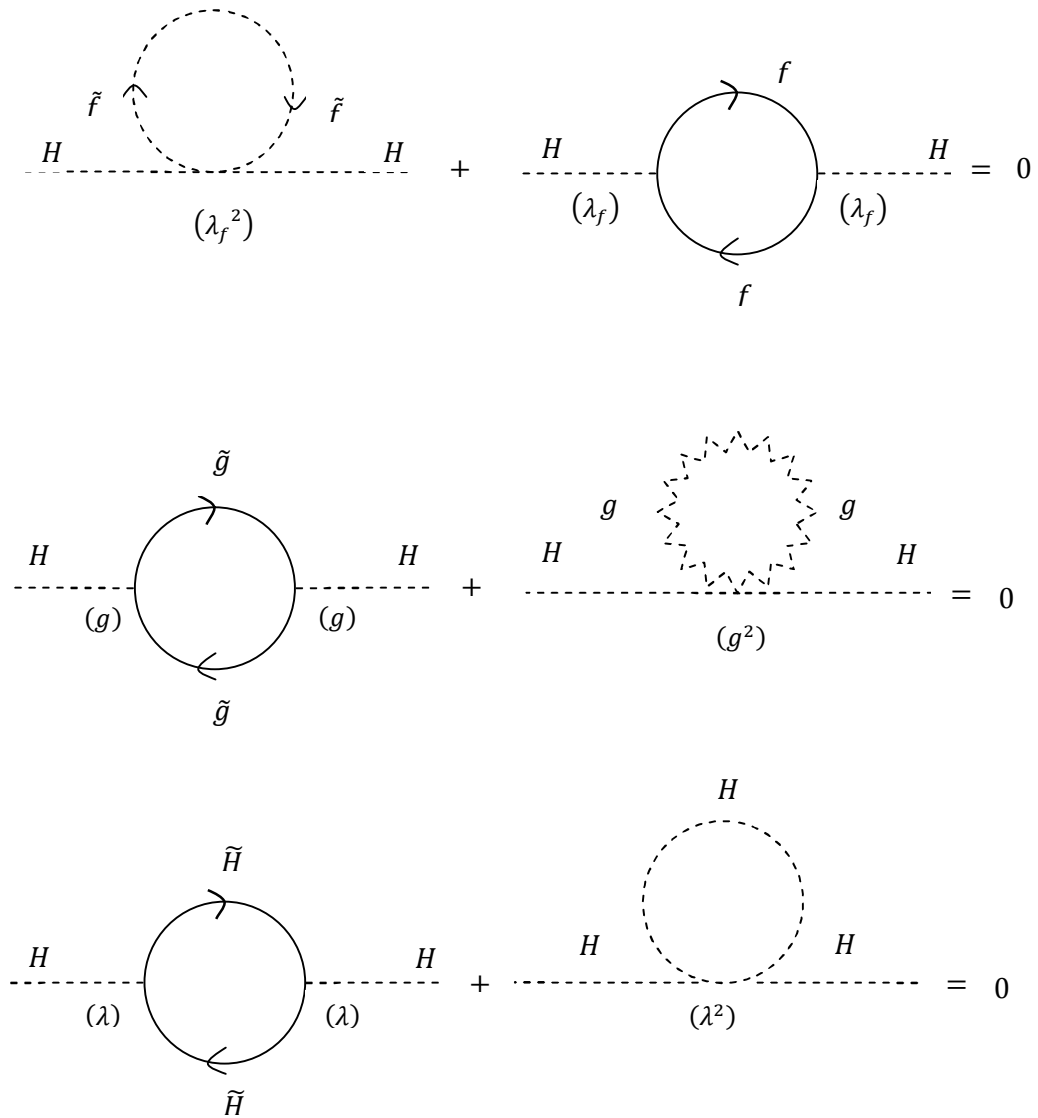 f
f̃ f̃
H H + H H = 0
(λ_f²) (λ_f) (λ_f)
f
g̃
g g
H H + H H = 0
(g) (g) (g²)
g̃
H
H̃
H H + H H = 0
(λ) (λ) (λ²)
H̃